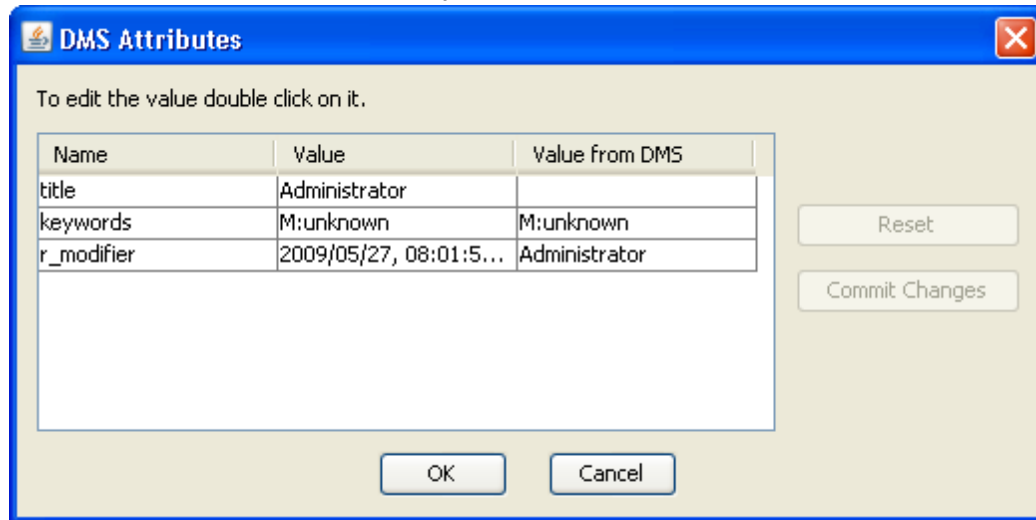 DMS Attributes
To edit the value double click on it.
Name Value Value from DMS
title Administrator
keywords M:unknown M:unknown
r_modifier 2009/05/27, 08:01:5... Administrator
Reset
Commit Changes
OK Cancel